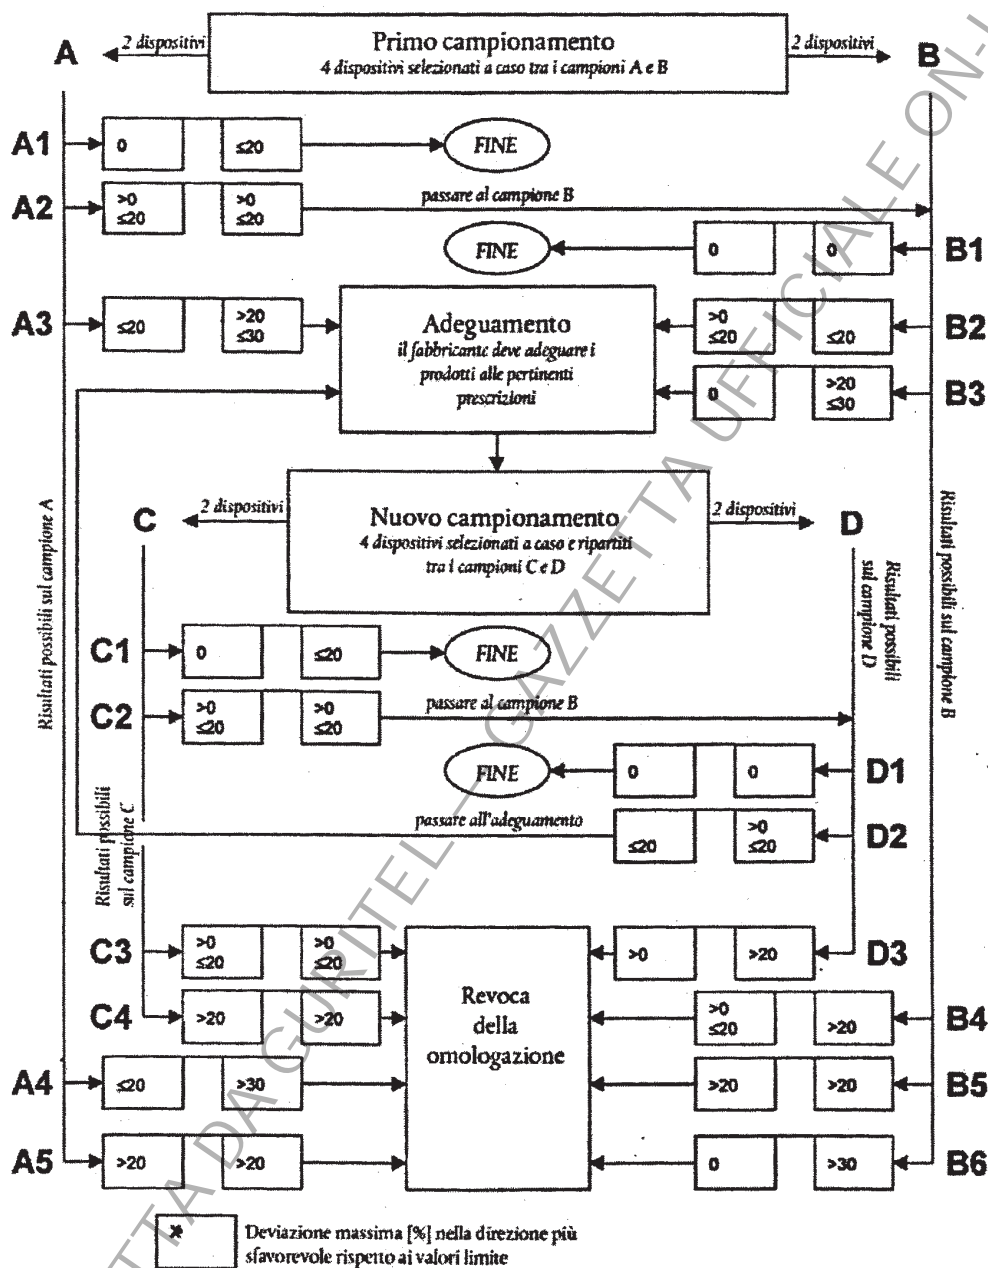 A
2 dispositivi
Primo campionamento
4 dispositivi selezionati a caso tra i campioni A e B
2 dispositivi
B
A1
0
≤20
FINE
A2
>0
≤20
>0
≤20
passare al campione B
FINE
0
0
B1
A3
≤20
>20
≤30
Adeguamento
il fabbricante deve adeguare i
prodotti alle pertinenti
prescrizioni
>0
≤20
≤20
B2
0
>20
≤30
B3
Risultati possibili sul campione A
C
2 dispositivi
Nuovo campionamento
4 dispositivi selezionati a caso e ripartiti
tra i campioni C e D
2 dispositivi
D
Risultati possibili
sul campione D
Risultati possibili sul campione B
C1
0
≤20
FINE
C2
>0
≤20
>0
≤20
passare al campione B
FINE
0
0
D1
Risultati possibili
sul campione C
passare all'adeguamento
≤20
>0
≤20
D2
C3
>0
≤20
>0
≤20
Revoca
della
omologazione
>0
>20
D3
C4
>20
>20
>0
≤20
>20
B4
A4
≤20
>30
>20
>20
B5
A5
>20
>20
0
>30
B6
Deviazione massima [%] nella direzione più
sfavorevole rispetto ai valori limite
TTA DA GURITEL — GAZZETTA UFFICIALE ON-L